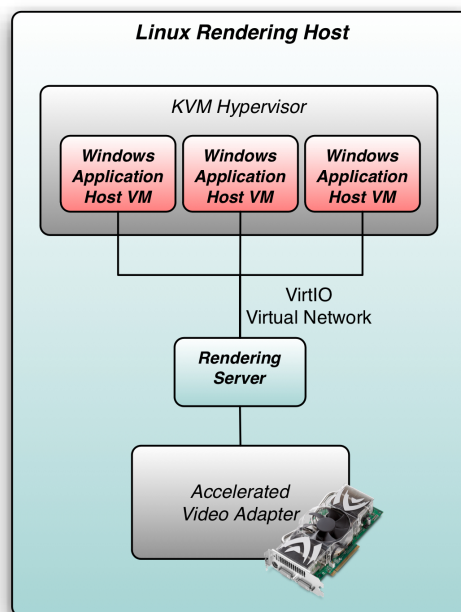 Linux Rendering Host
KVM Hypervisor
Windows
Application
Host VM
Windows
Application
Host VM
Windows
Application
Host VM
VirtIO
Virtual Network
Rendering
Server
Accelerated
Video Adapter